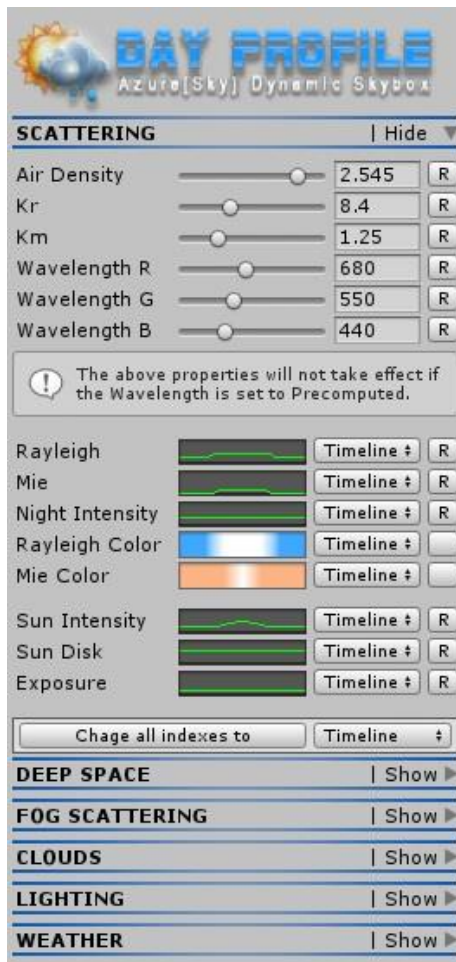 DAY PROFILE
Azure[Sky] Dynamic Skybox
SCATTERING | Hide
Air Density 2.545 R
Kr 8.4 R
Km 1.25 R
Wavelength R 680 R
Wavelength G 550 R
Wavelength B 440 R
The above properties will not take effect if
the Wavelength is set to Precomputed.
Rayleigh Timeline R
Mie Timeline R
Night Intensity Timeline R
Rayleigh Color Timeline
Mie Color Timeline
Sun Intensity Timeline R
Sun Disk Timeline R
Exposure Timeline R
Chage all indexes to Timeline
DEEP SPACE | Show
FOG SCATTERING | Show
CLOUDS | Show
LIGHTING | Show
WEATHER | Show